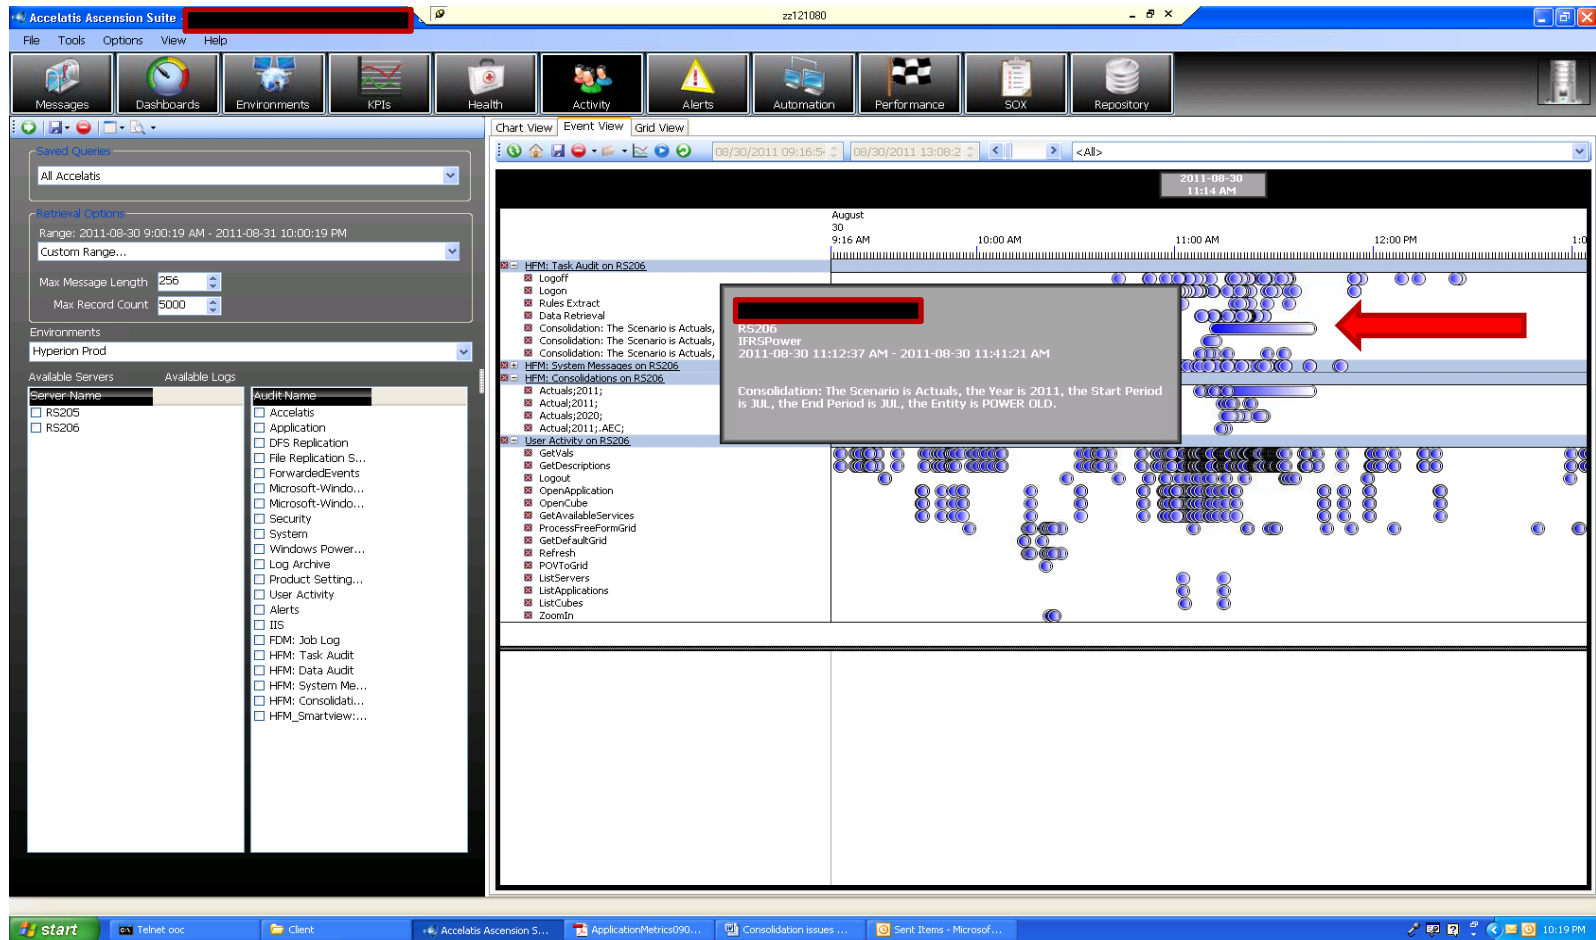 Accelatis Ascension Suite -
zz121080
File Tools Options View Help
Messages Dashboards Environments KPIs Health Activity Alerts Automation Performance SOX Repository
Chart View Event View Grid View
08/30/2011 09:16:5 08/30/2011 13:08:2 <All>
Saved Queries
All Accelatis
Retrieval Options
Range: 2011-08-30 9:00:19 AM - 2011-08-31 10:00:19 PM
Custom Range...
Max Message Length 256
Max Record Count 5000
Environments
Hyperion Prod
Available Servers Available Logs
Server Name
RS205
RS206
Audit Name
Accelatis
Application
DFS Replication
File Replication S...
ForwardedEvents
Microsoft-Windo...
Microsoft-Windo...
Security
System
Windows Power...
Log Archive
Product Setting...
User Activity
Alerts
IIS
FDM: Job Log
HFM: Task Audit
HFM: Data Audit
HFM: System Me...
HFM: Consolidati...
HFM_Smartview:...
2011-08-30
11:14 AM
August
30
9:16 AM 10:00 AM 11:00 AM 12:00 PM 1:0
HFM: Task Audit on RS206
Logoff
Logon
Rules Extract
Data Retrieval
Consolidation: The Scenario is Actuals,
Consolidation: The Scenario is Actuals,
Consolidation: The Scenario is Actuals,
HFM: System Messages on RS206
HFM: Consolidations on RS206
Actuals;2011;
Actual;2011;
Actuals;2020;
Actual;2011;.AEC;
User Activity on RS206
GetVals
GetDescriptions
Logout
OpenApplication
OpenCube
GetAvailableServices
ProcessFreeFormGrid
GetDefaultGrid
Refresh
POVToGrid
ListServers
ListApplications
ListCubes
ZoomIn
RS206
IFRSPower
2011-08-30 11:12:37 AM - 2011-08-30 11:41:21 AM
Consolidation: The Scenario is Actuals, the Year is 2011, the Start Period
is JUL, the End Period is JUL, the Entity is POWER OLD.
start Telnet ooc Client Accelatis Ascension S... ApplicationMetrics090... Consolidation issues ... Sent Items - Microsof... 10:19 PM